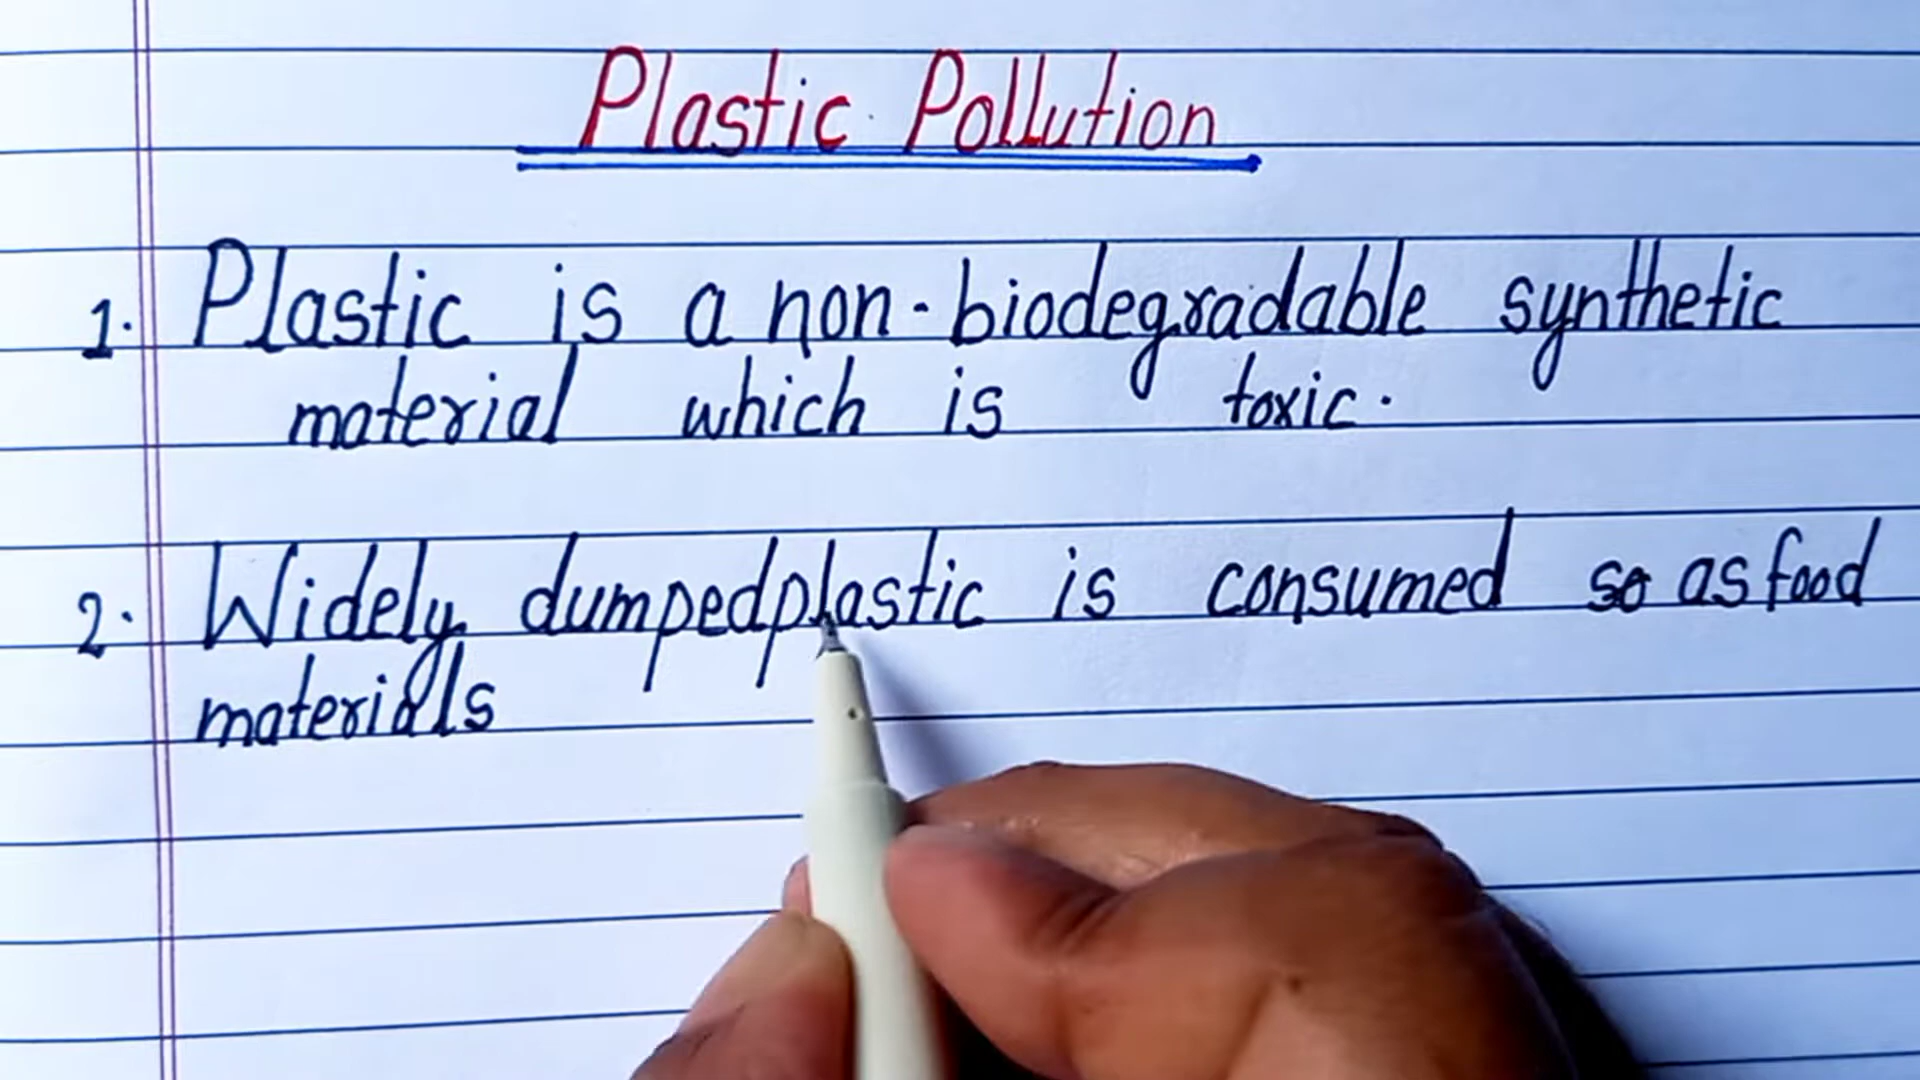 Plastic Pollution
1. Plastic is a non-biodegradable synthetic
material which is toxic.
2. Widely dumpedplastic is consumed so as food
materials